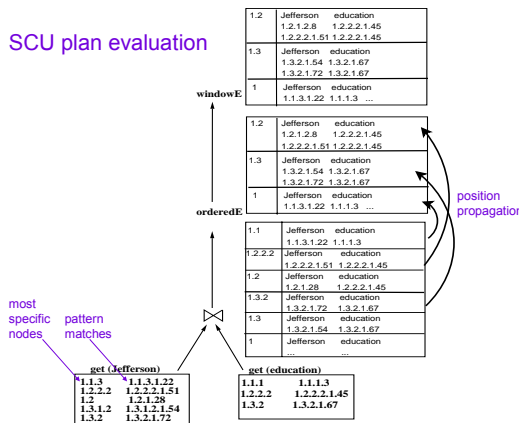 SCU plan evaluation
1.2 Jefferson education
1.2.1.2.8 1.2.2.2.1.45
1.2.2.2.1.51 1.2.2.2.1.45
1.3 Jefferson education
1.3.2.1.54 1.3.2.1.67
1.3.2.1.72 1.3.2.1.67
1 Jefferson education
1.1.3.1.22 1.1.1.3 ...
windowE
1.2 Jefferson education
1.2.1.2.8 1.2.2.2.1.45
1.2.2.2.1.51 1.2.2.2.1.45
1.3 Jefferson education
1.3.2.1.54 1.3.2.1.67
1.3.2.1.72 1.3.2.1.67
1 Jefferson education
1.1.3.1.22 1.1.1.3 ...
position
propagation
orderedE
1.1 Jefferson education
1.1.3.1.22 1.1.1.3
1.2.2.2 Jefferson education
1.2.2.2.1.51 1.2.2.2.1.45
1.2 Jefferson education
1.2.1.28 1.2.2.2.1.45
1.3.2 Jefferson education
1.3.2.1.72 1.3.2.1.67
1.3 Jefferson education
1.3.2.1.54 1.3.2.1.67
1 Jefferson education
... ...
most
specific
nodes
pattern
matches
get (Jefferson)
1.1.3 1.1.3.1.22
1.2.2.2 1.2.2.2.1.51
1.2 1.2.1.28
1.3.1.2 1.3.1.2.1.54
1.3.2 1.3.2.1.72
get (education)
1.1.1 1.1.1.3
1.2.2.2 1.2.2.2.1.45
1.3.2 1.3.2.1.67